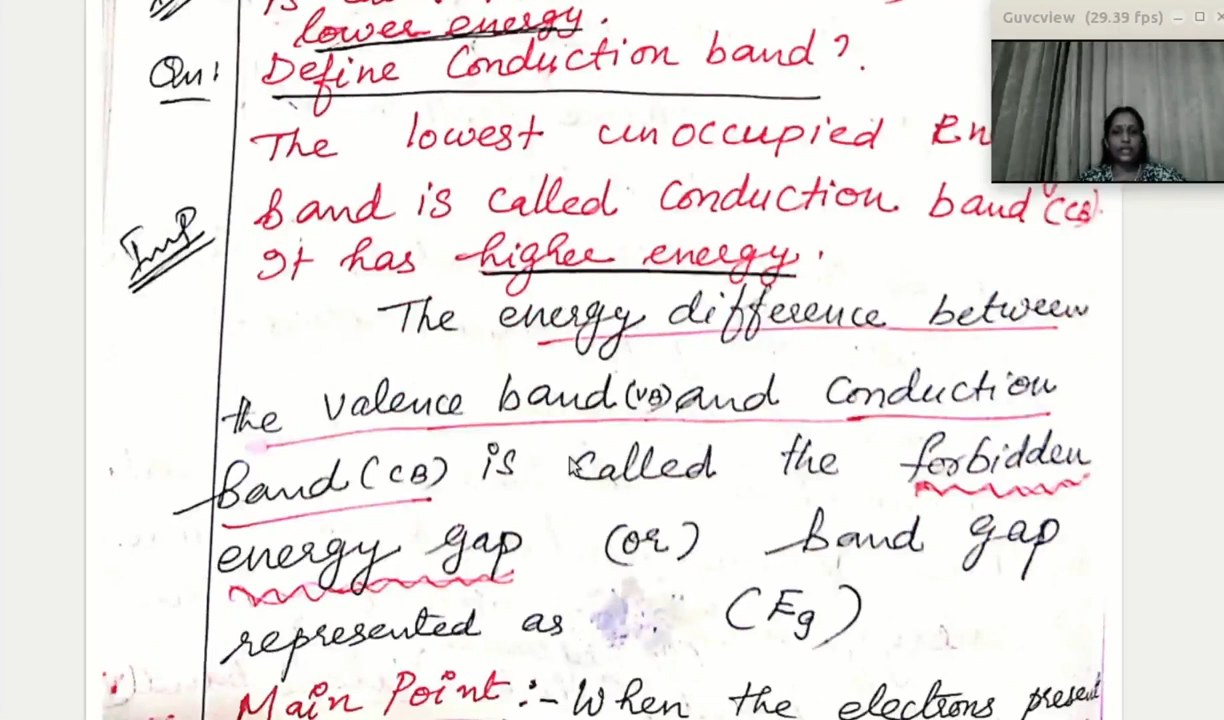 lower energy.
Qn: Define Conduction band?.
The lowest unoccupied En
band is called conduction band (CB).
Imp
It has higher energy.
The energy difference between
the valence band (VB) and Conduction
Band (CB) is called the forbidden
energy gap (or) band gap
represented as (Eg)
Main Point :- When the electrons present
Guvcview (29.39 fps)